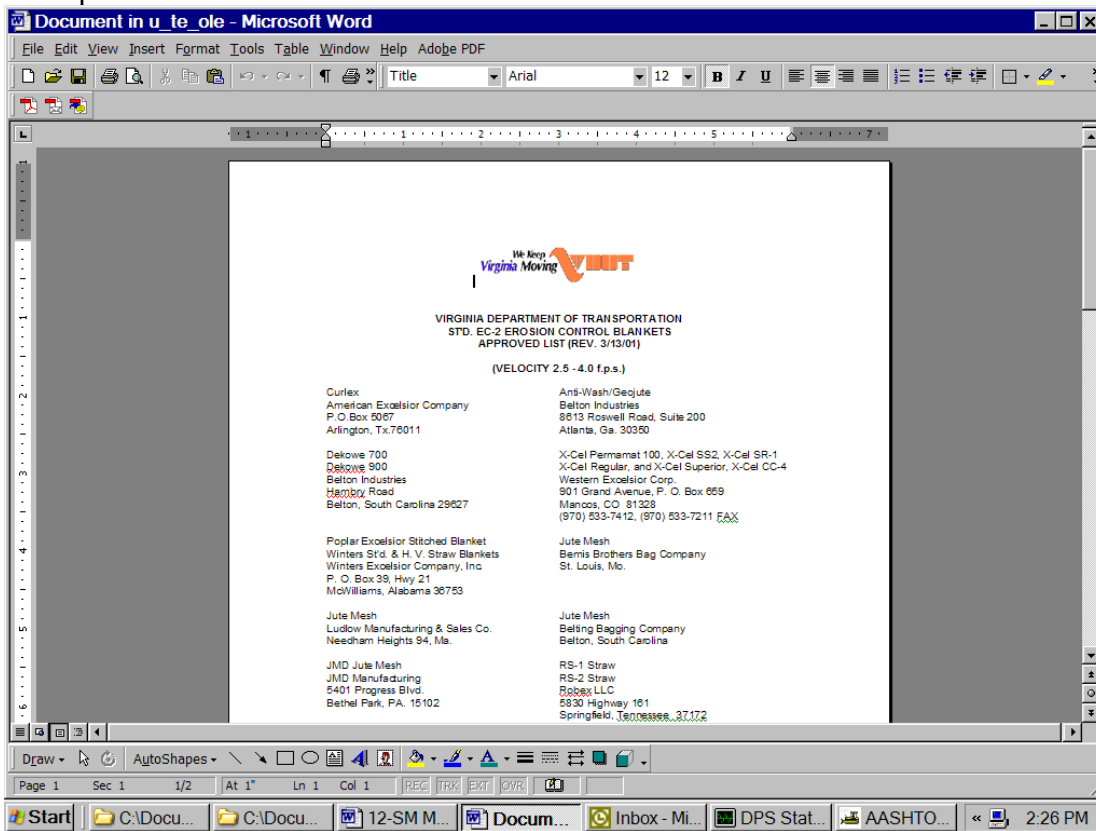 Document in u_te_ole - Microsoft Word
File Edit View Insert Format Tools Table Window Help Adobe PDF
Title Arial 12 B I U
1 1 2 3 4 5 7
We Keep
Virginia Moving VDOT
VIRGINIA DEPARTMENT OF TRANSPORTATION
ST'D. EC-2 EROSION CONTROL BLANKETS
APPROVED LIST (REV. 3/13/01)
(VELOCITY 2.5 - 4.0 f.p.s.)
Curlex
American Excelsior Company
P.O.Box 5067
Arlington, Tx.76011
Anti-Wash/Geojute
Belton Industries
8613 Roswell Road, Suite 200
Atlanta, Ga. 30350
Dekowe 700
Dekowe 900
Belton Industries
Hambry Road
Belton, South Carolina 29627
X-Cel Permamat 100, X-Cel SS2, X-Cel SR-1
X-Cel Regular, and X-Cel Superior, X-Cel CC-4
Western Excelsior Corp.
901 Grand Avenue, P. O. Box 659
Mancos, CO 81328
(970) 533-7412, (970) 533-7211 FAX
Poplar Excelsior Stitched Blanket
Winters St'd. & H. V. Straw Blankets
Winters Excelsior Company, Inc
P. O. Box 39, Hwy 21
McWilliams, Alabama 36753
Jute Mesh
Bemis Brothers Bag Company
St. Louis, Mo.
Jute Mesh
Ludlow Manufacturing & Sales Co.
Needham Heights 94, Ma.
Jute Mesh
Belting Bagging Company
Belton, South Carolina
JMD Jute Mesh
JMD Manufacturing
5401 Progress Blvd.
Bethel Park, PA. 15102
RS-1 Straw
RS-2 Straw
Robex LLC
5830 Highway 161
Springfield, Tennessee 37172
Draw AutoShapes
Page 1 Sec 1 1/2 At 1" Ln 1 Col 1 REC TRK EXT OVR
Start C:\Docu... C:\Docu... 12-SM M... Docum... Inbox - Mi... DPS Stat... AASHTO... « 2:26 PM